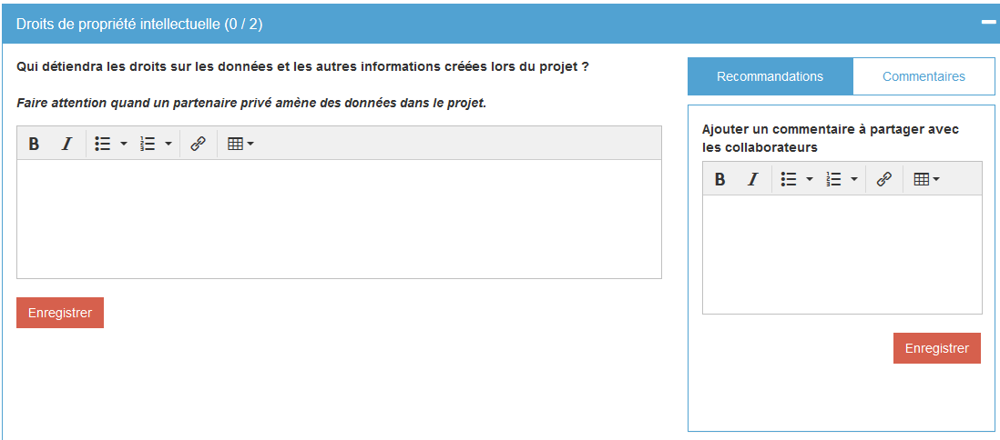 Droits de propriété intellectuelle (0 / 2)
Qui détiendra les droits sur les données et les autres informations créées lors du projet ?
Faire attention quand un partenaire privé amène des données dans le projet.
B I
Enregistrer
Recommandations Commentaires
Ajouter un commentaire à partager avec
les collaborateurs
B I
Enregistrer